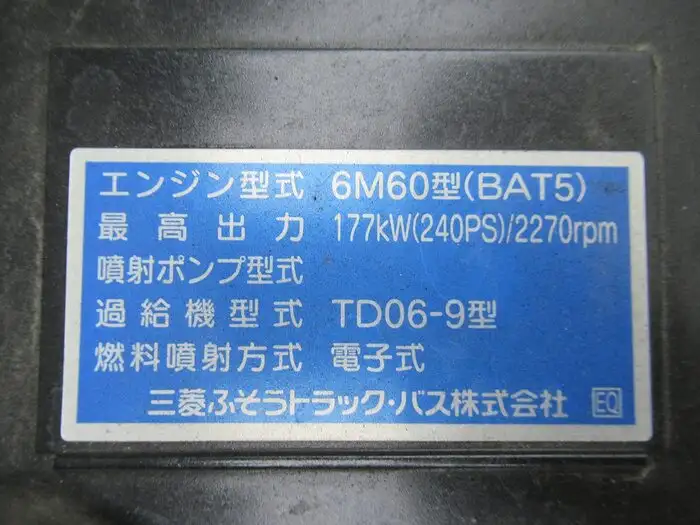 エンジン型式 6M60型(BAT5)
最高出力 177kW(240PS)/2270rpm
噴射ポンプ型式
過給機型式 TD06-9型
燃料噴射方式 電子式
三菱ふそうトラック・バス株式会社 EQ